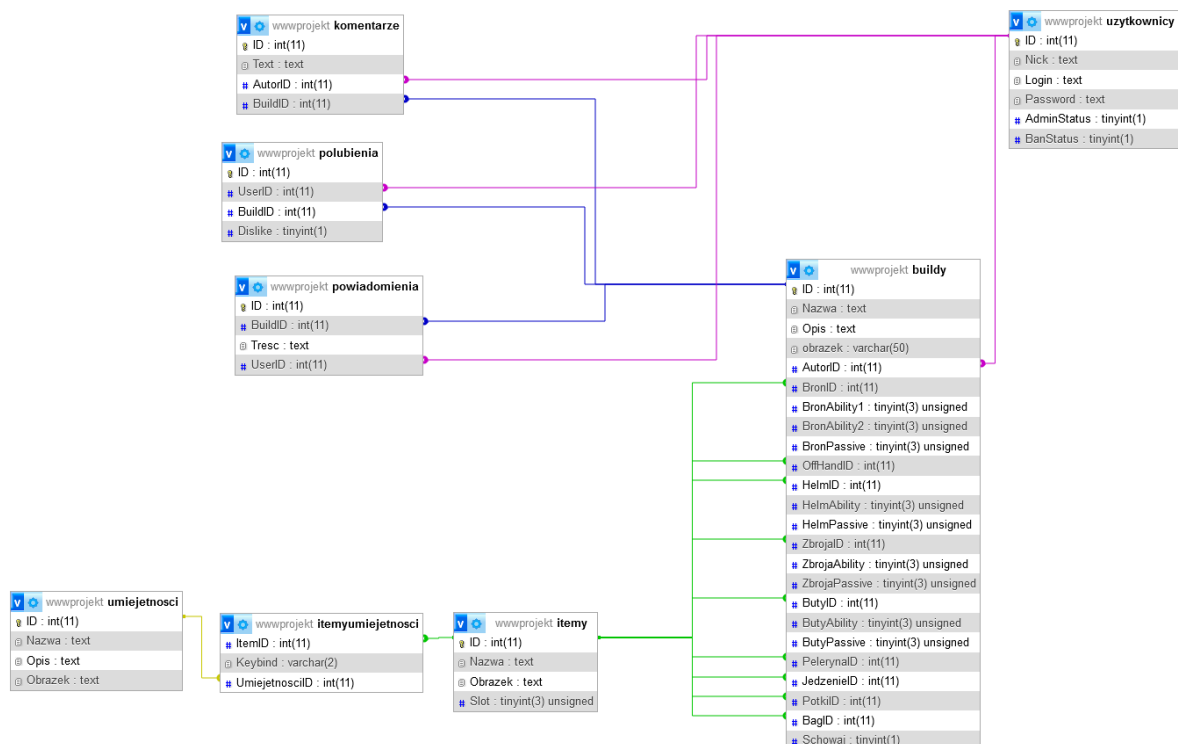 wwwprojekt komentarze
ID : int(11)
Text : text
AutorID : int(11)
BuildID : int(11)
wwwprojekt uzytkownicy
ID : int(11)
Nick : text
Login : text
Password : text
AdminStatus : tinyint(1)
BanStatus : tinyint(1)
wwwprojekt polubienia
ID : int(11)
UserID : int(11)
BuildID : int(11)
Dislike : tinyint(1)
wwwprojekt powiadomienia
ID : int(11)
BuildID : int(11)
Tresc : text
UserID : int(11)
wwwprojekt buildy
ID : int(11)
Nazwa : text
Opis : text
obrazek : varchar(50)
AutorID : int(11)
BronID : int(11)
BronAbility1 : tinyint(3) unsigned
BronAbility2 : tinyint(3) unsigned
BronPassive : tinyint(3) unsigned
OffHandID : int(11)
HelmID : int(11)
HelmAbility : tinyint(3) unsigned
HelmPassive : tinyint(3) unsigned
ZbrojaID : int(11)
ZbrojaAbility : tinyint(3) unsigned
ZbrojaPassive : tinyint(3) unsigned
ButyID : int(11)
ButyAbility : tinyint(3) unsigned
ButyPassive : tinyint(3) unsigned
PelerynaID : int(11)
JedzenieID : int(11)
PotkiID : int(11)
BagID : int(11)
Schowaj : tinyint(1)
wwwprojekt umiejetnosci
ID : int(11)
Nazwa : text
Opis : text
Obrazek : text
wwwprojekt itemyumiejetnosci
ItemID : int(11)
Keybind : varchar(2)
UmiejetnosciID : int(11)
wwwprojekt itemy
ID : int(11)
Nazwa : text
Obrazek : text
Slot : tinyint(3) unsigned